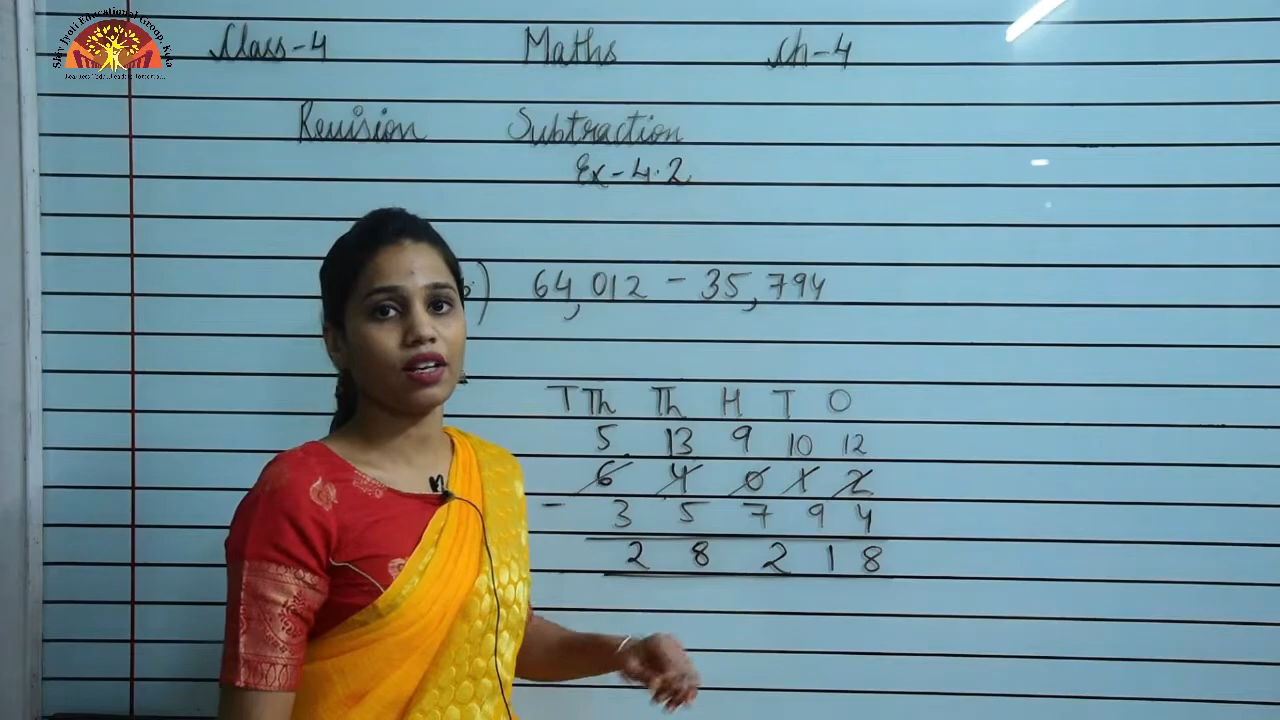 Class-4 Maths Ch-4
Revision Subtraction
Ex-4.2
) 64,012 - 35,794
T Th Th H T O
5 13 9 10 12
6 4 0 1 2
- 3 5 7 9 4
2 8 2 1 8